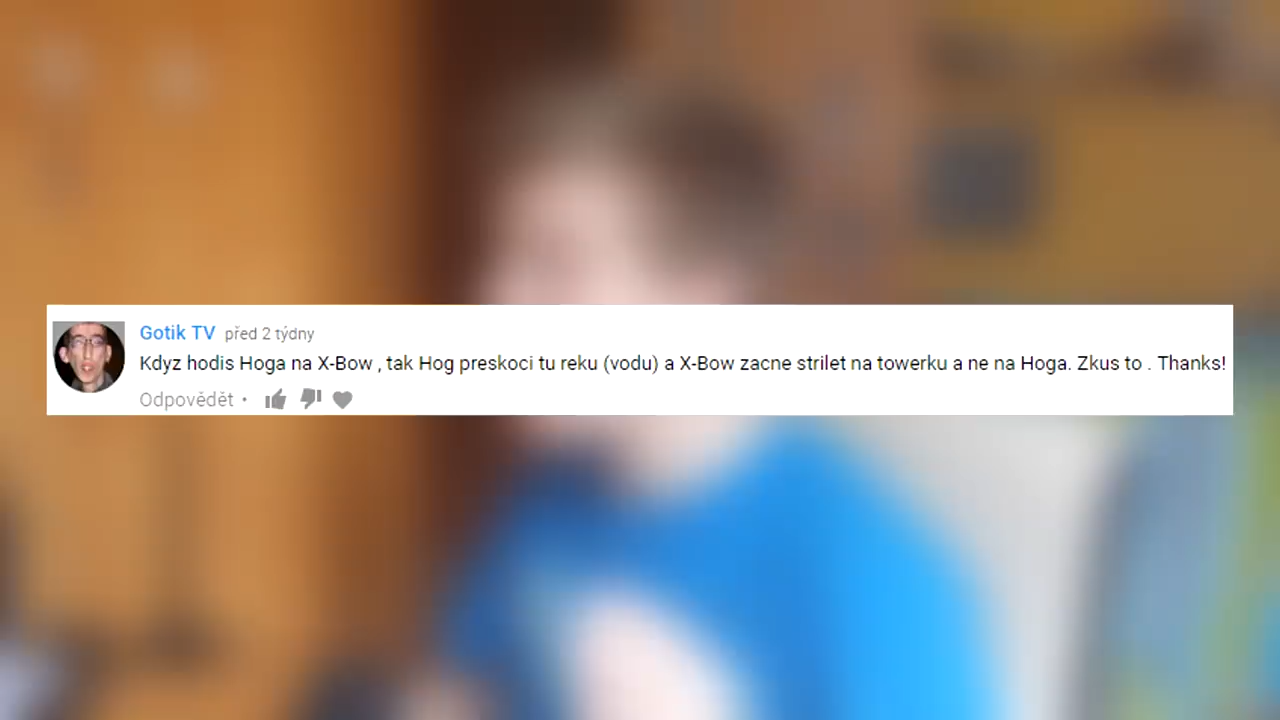 Gotik TV před 2 týdny
Kdyz hodis Hoga na X-Bow , tak Hog preskoci tu reku (vodu) a X-Bow zacne strilet na towerku a ne na Hoga. Zkus to . Thanks!
Odpovědět •